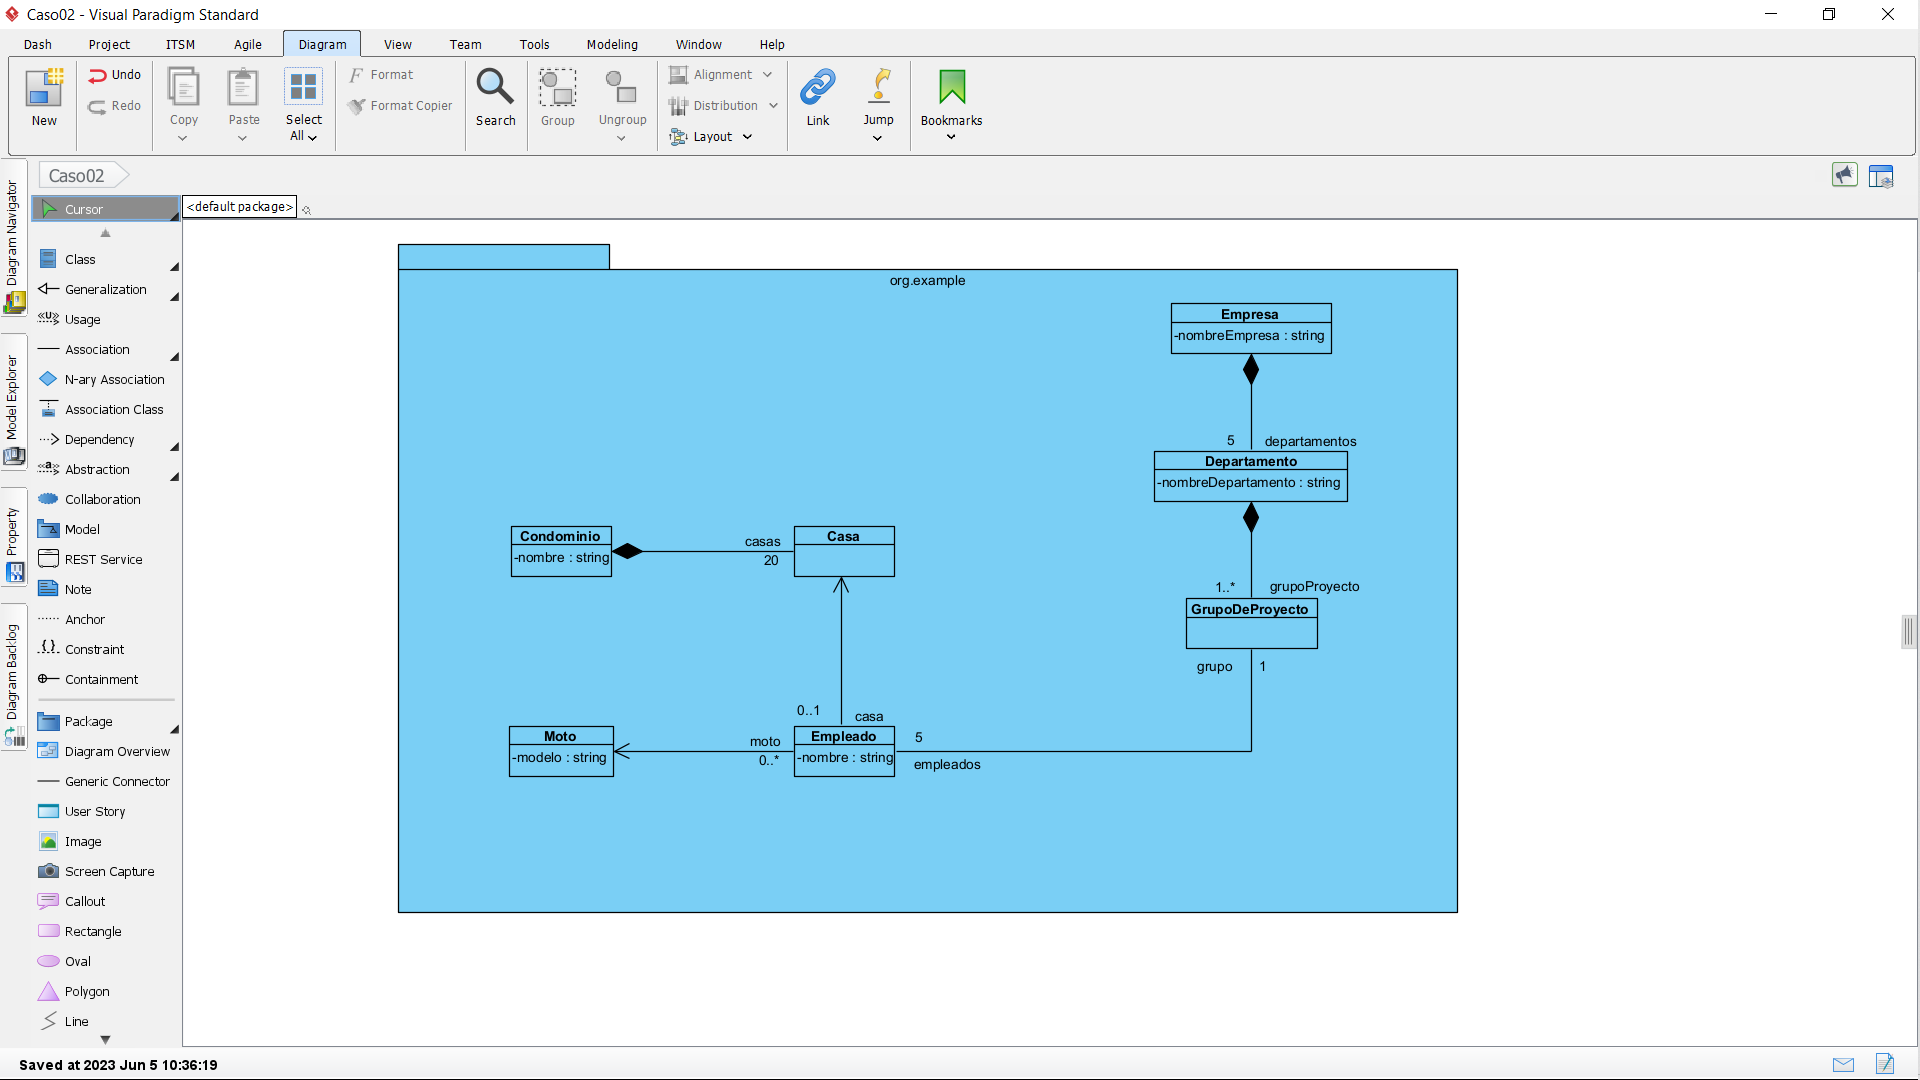 Caso02 - Visual Paradigm Standard
Dash Project ITSM Agile Diagram View Team Tools Modeling Window Help
New
Undo
Redo
Copy
Paste
Select All
Format
Format Copier
Search
Group
Ungroup
Alignment
Distribution
Layout
Link
Jump
Bookmarks
Caso02
Diagram Navigator
Model Explorer
Property
Diagram Backlog
Cursor
Class
Generalization
«U» Usage
Association
N-ary Association
Association Class
Dependency
«a» Abstraction
Collaboration
Model
REST Service
Note
Anchor
{.} Constraint
Containment
Package
Diagram Overview
Generic Connector
User Story
Image
Screen Capture
Callout
Rectangle
Oval
Polygon
Line
<default package>
org.example
Empresa
-nombreEmpresa : string
5 departamentos
Departamento
-nombreDepartamento : string
Condominio
-nombre : string
casas
20
Casa
1..* grupoProyecto
GrupoDeProyecto
grupo 1
0..1 casa
Moto
-modelo : string
moto
0..*
Empleado
-nombre : string
5
empleados
Saved at 2023 Jun 5 10:36:19